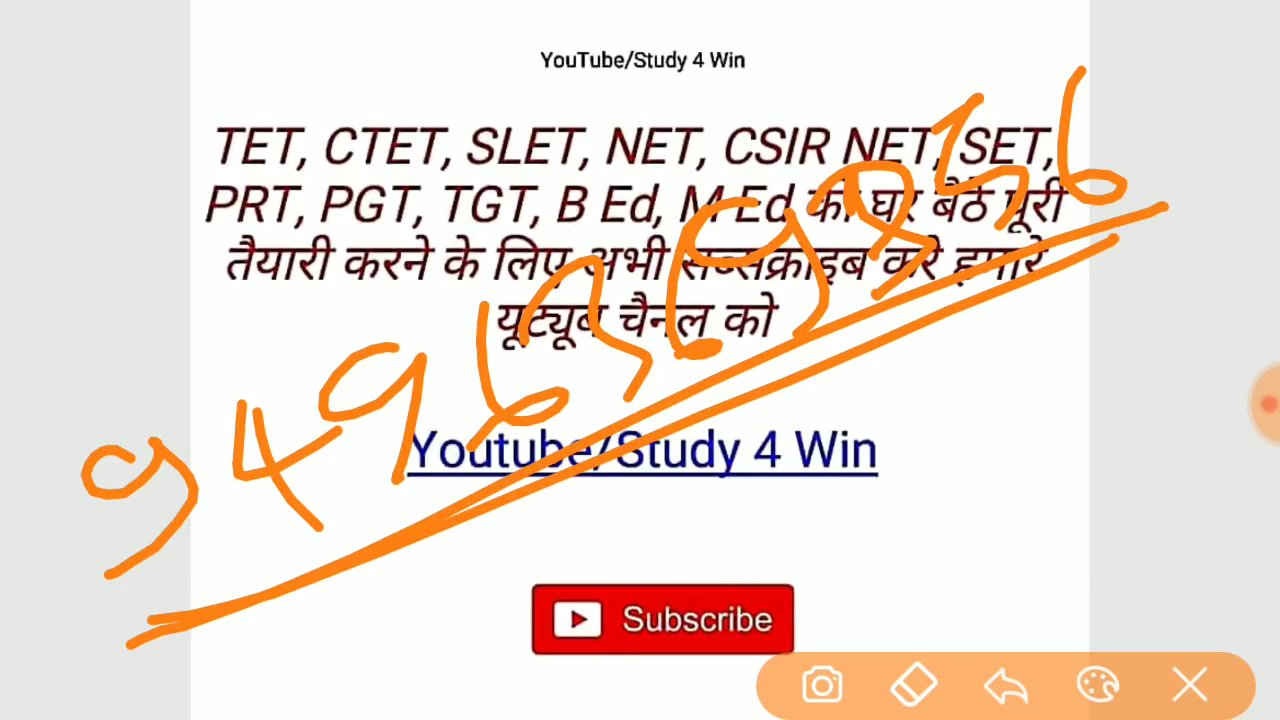 YouTube/Study 4 Win
TET, CTET, SLET, NET, CSIR NET, SET,
PRT, PGT, TGT, B Ed, M Ed की घर बैठे पूरी
तैयारी करने के लिए अभी सब्सक्राइब करे हमारे
यूट्यूब चैनल को
Youtube/Study 4 Win
Subscribe